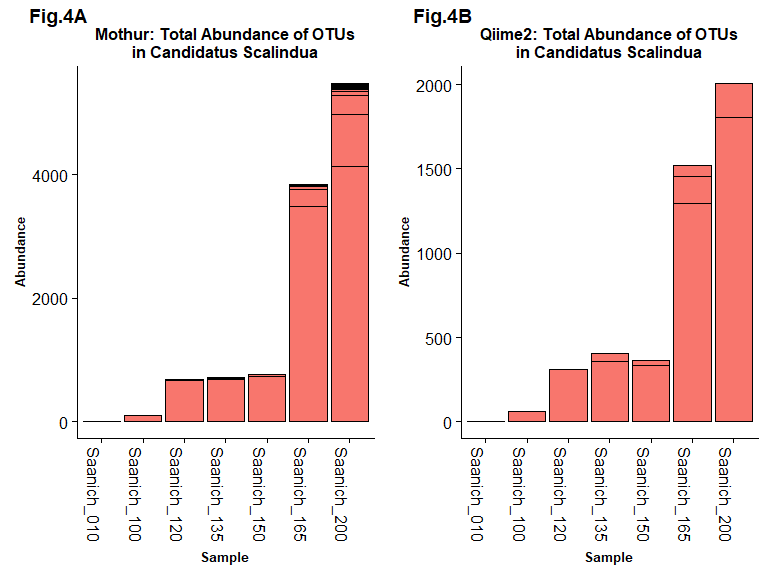 Fig.4A
Mothur: Total Abundance of OTUs
in Candidatus Scalindua
Abundance
4000
2000
0
Saanich_010
Saanich_100
Saanich_120
Saanich_135
Saanich_150
Saanich_165
Saanich_200
Sample
Fig.4B
Qiime2: Total Abundance of OTUs
in Candidatus Scalindua
Abundance
2000
1500
1000
500
0
Saanich_010
Saanich_100
Saanich_120
Saanich_135
Saanich_150
Saanich_165
Saanich_200
Sample